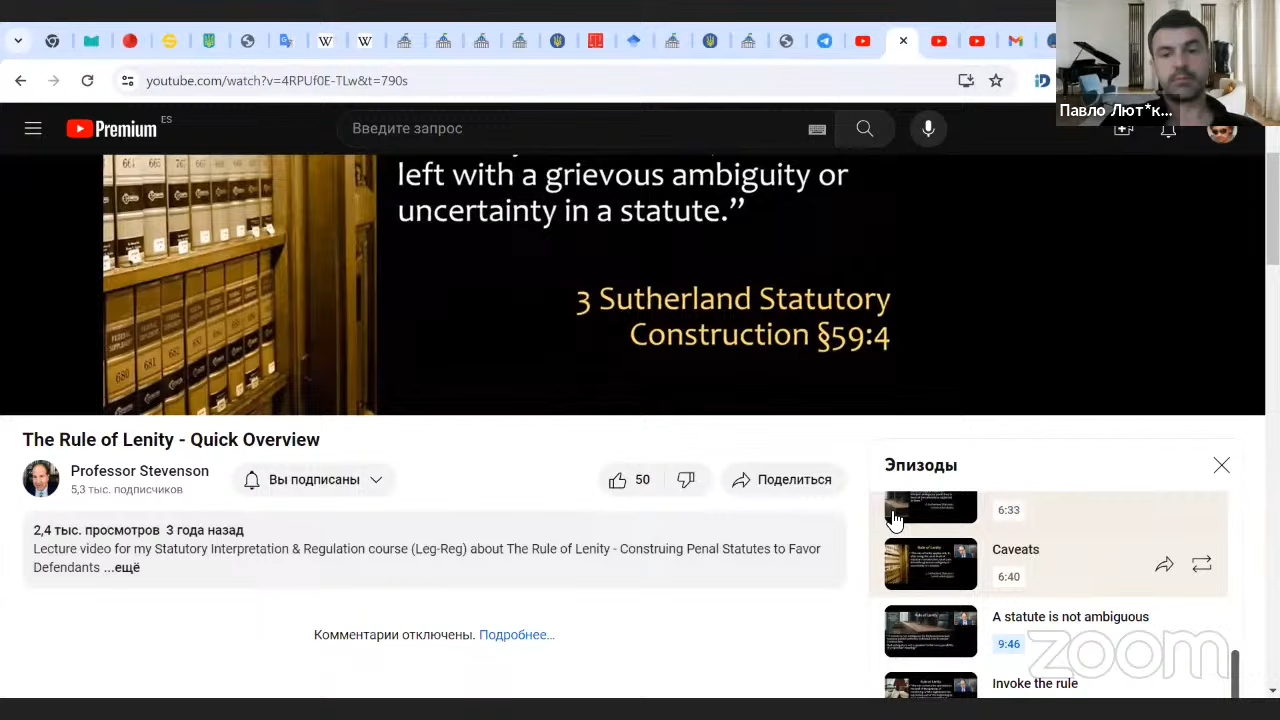 youtube.com/watch?v=4RPUf0E-TLw&t=797s
Павло Лют*к...
Premium
ES
Введите запрос
left with a grievous ambiguity or
uncertainty in a statute.”
3 Sutherland Statutory
Construction §59:4
The Rule of Lenity - Quick Overview
Professor Stevenson
5,3 тыс. подписчиков
Вы подписаны
50
Поделиться
2,4 тыс. просмотров 3 года назад
Lecture video for my Statutory Interpretation & Regulation course (Leg-Reg) about The Rule of Lenity - Construing Penal Statutes to Favor
Defendants ...ещё
Комментарии отключены. Подробнее...
Эпизоды
6:33
Caveats
6:40
A statute is not ambiguous
9:46
Invoke the rule
zoom